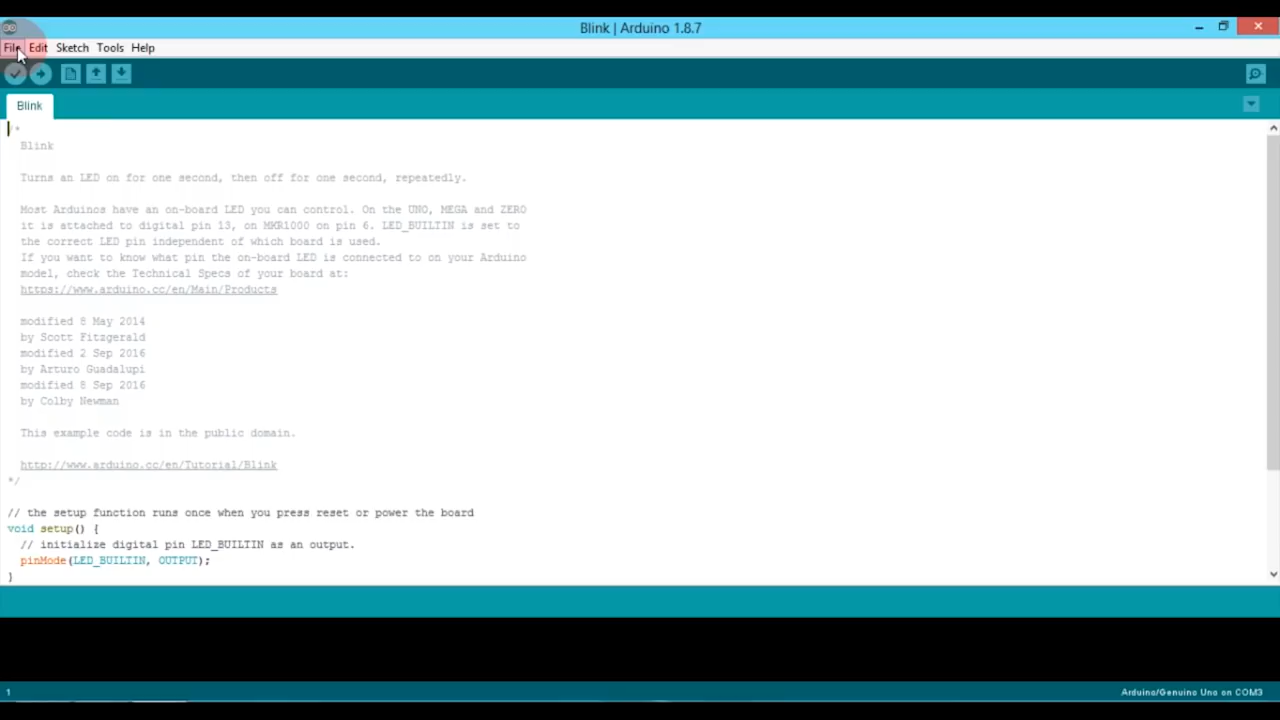 Blink | Arduino 1.8.7
File Edit Sketch Tools Help
Blink
/*
Blink
Turns an LED on for one second, then off for one second, repeatedly.
Most Arduinos have an on-board LED you can control. On the UNO, MEGA and ZERO
it is attached to digital pin 13, on MKR1000 on pin 6. LED_BUILTIN is set to
the correct LED pin independent of which board is used.
If you want to know what pin the on-board LED is connected to on your Arduino
model, check the Technical Specs of your board at:
https://www.arduino.cc/en/Main/Products
modified 8 May 2014
by Scott Fitzgerald
modified 2 Sep 2016
by Arturo Guadalupi
modified 8 Sep 2016
by Colby Newman
This example code is in the public domain.
http://www.arduino.cc/en/Tutorial/Blink
*/
// the setup function runs once when you press reset or power the board
void setup() {
// initialize digital pin LED_BUILTIN as an output.
pinMode(LED_BUILTIN, OUTPUT);
}
1 Arduino/Genuino Uno on COM3